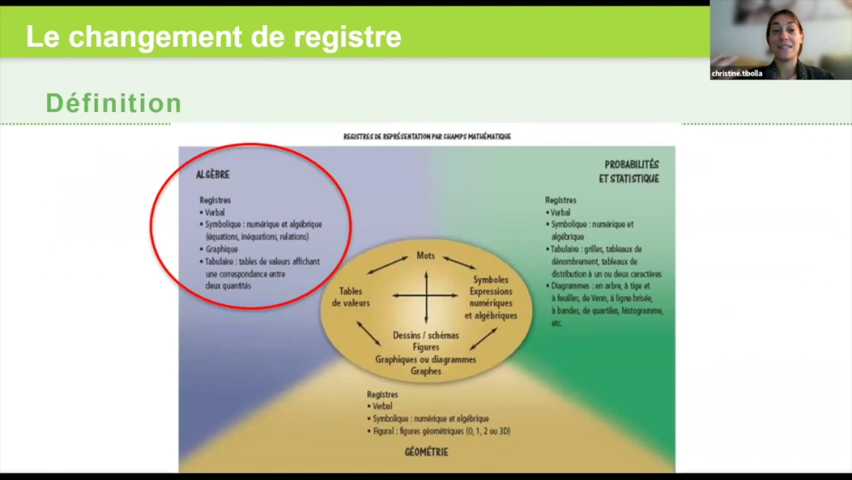 Le changement de registre
christine.tibolla
Définition
REGISTRES DE REPRÉSENTATION PAR CHAMPS MATHÉMATIQUE
ALGÈBRE
Registres
• Verbal
• Symbolique : numérique et algébrique
(équations, inéquations, relations)
• Graphique
• Tabulaire : tables de valeurs affichant
une correspondance entre
deux quantités
PROBABILITÉS
ET STATISTIQUE
Registres
• Verbal
• Symbolique : numérique et
algébrique
• Tabulaire : grilles, tableaux de
dénombrement, tableaux de
distribution à un ou deux caractères
• Diagrammes : en arbre, à tige et
à feuilles, de Venn, à ligne brisée,
à bandes, de quartiles, histogramme,
etc.
Mots
Tables
de valeurs
Symboles
Expressions
numériques
et algébriques
Dessins / schémas
Figures
Graphiques ou diagrammes
Graphes
Registres
• Verbal
• Symbolique : numérique et algébrique
• Figural : figures géométriques (0, 1, 2 ou 3D)
GÉOMÉTRIE